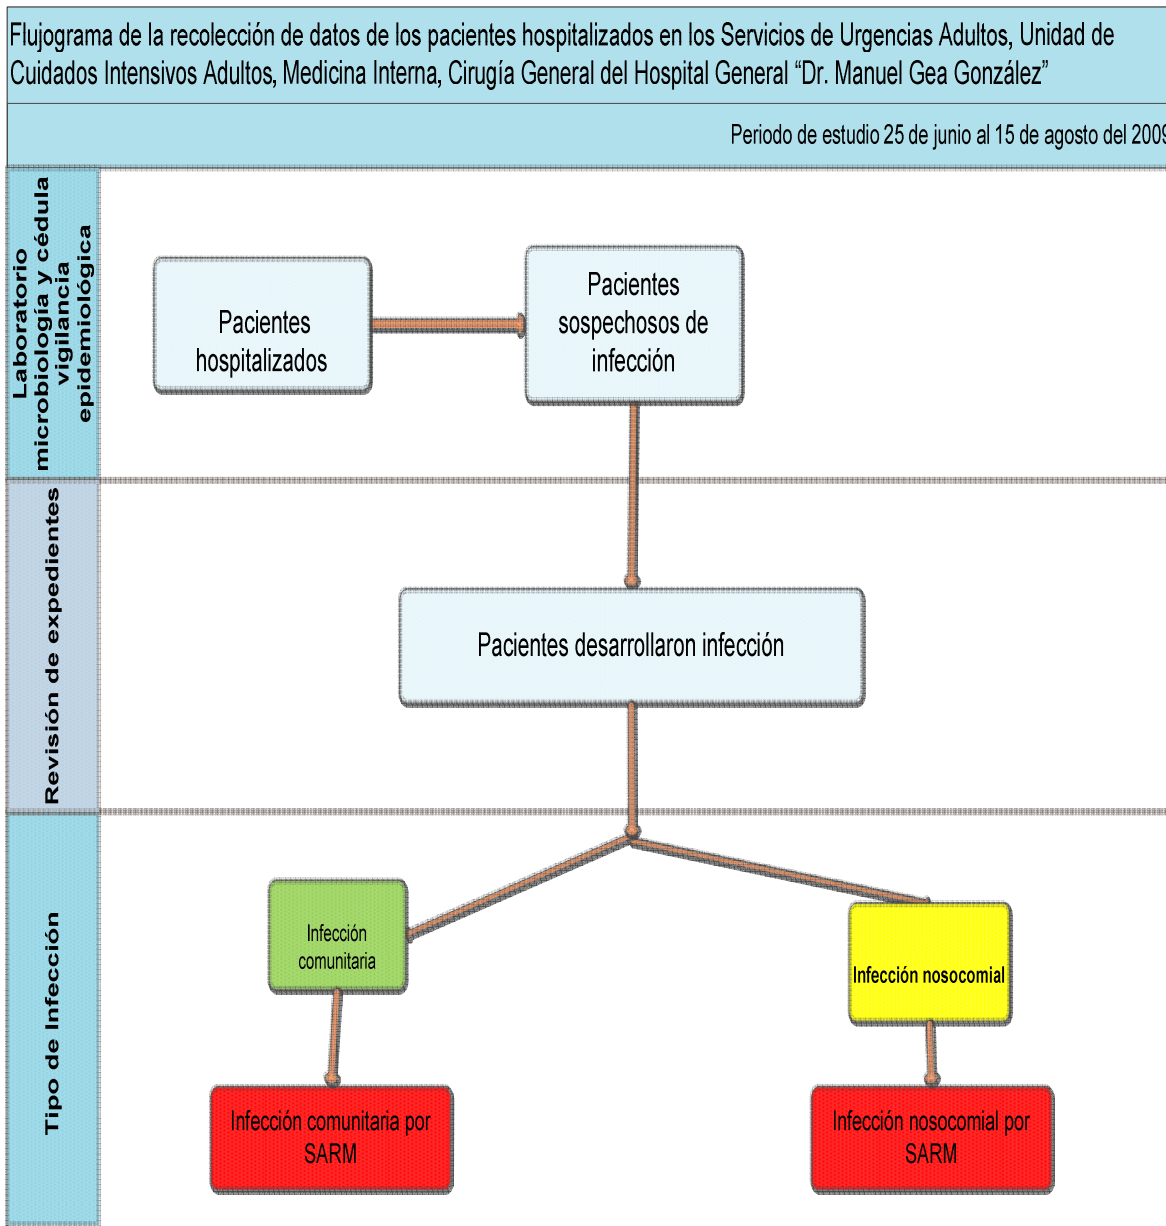 Flujograma de la recolección de datos de los pacientes hospitalizados en los Servicios de Urgencias Adultos, Unidad de
Cuidados Intensivos Adultos, Medicina Interna, Cirugía General del Hospital General “Dr. Manuel Gea González”
Periodo de estudio 25 de junio al 15 de agosto del 2009
Laboratorio
microbiología y cédula
vigilancia
epidemiológica
Pacientes
hospitalizados
Pacientes
sospechosos de
infección
Revisión de expedientes
Pacientes desarrollaron infección
Tipo de Infección
Infección
comunitaria
Infección nosocomial
Infección comunitaria por
SARM
Infección nosocomial por
SARM